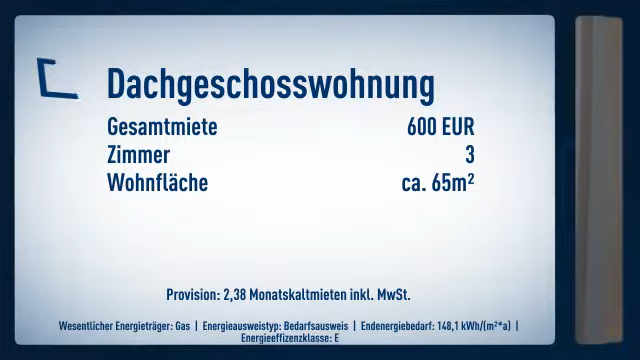 Dachgeschosswohnung
Gesamtmiete 600 EUR
Zimmer 3
Wohnfläche ca. 65m²
Provision: 2,38 Monatskaltmieten inkl. MwSt.
Wesentlicher Energieträger: Gas | Energieausweistyp: Bedarfsausweis | Endenergiebedarf: 148,1 kWh/(m²*a) |
Energieeffizenzklasse: E